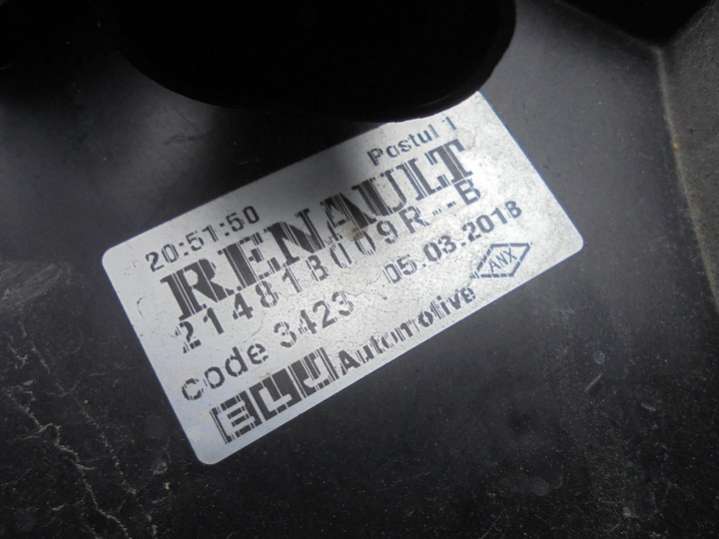 Postul 1
20:51:50
RENAULT
214818009R--B
05.03.2018
code 3423
ANX
Automotive